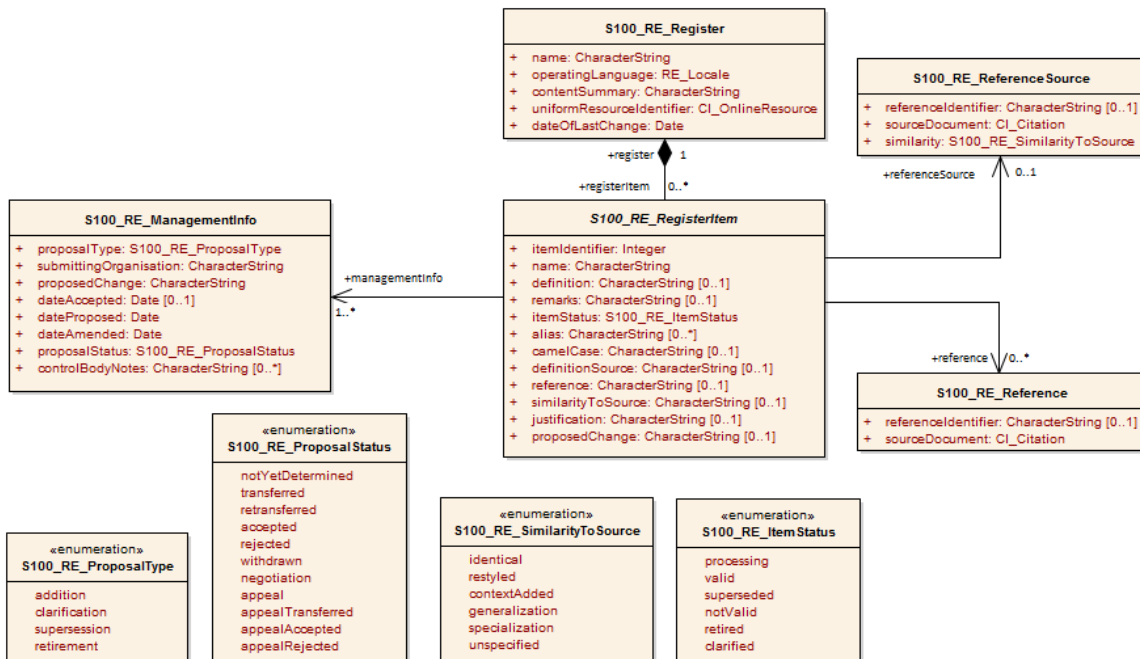 S100_RE_Register
+ name: CharacterString
+ operatingLanguage: RE_Locale
+ contentSummary: CharacterString
+ uniformResourceIdentifier: CI_OnlineResource
+ dateOfLastChange: Date
S100_RE_ReferenceSource
+ referenceIdentifier: CharacterString [0..1]
+ sourceDocument: CI_Citation
+ similarity: S100_RE_SimilarityToSource
+register 1
+registerItem 0..*
+referenceSource 0..1
S100_RE_ManagementInfo
+ proposalType: S100_RE_ProposalType
+ submittingOrganisation: CharacterString
+ proposedChange: CharacterString
+ dateAccepted: Date [0..1]
+ dateProposed: Date
+ dateAmended: Date
+ proposalStatus: S100_RE_ProposalStatus
+ controlBodyNotes: CharacterString [0..*]
+managementInfo
1..*
S100_RE_RegisterItem
+ itemIdentifier: Integer
+ name: CharacterString
+ definition: CharacterString [0..1]
+ remarks: CharacterString [0..1]
+ itemStatus: S100_RE_ItemStatus
+ alias: CharacterString [0..*]
+ camelCase: CharacterString [0..1]
+ definitionSource: CharacterString [0..1]
+ reference: CharacterString [0..1]
+ similarityToSource: CharacterString [0..1]
+ justification: CharacterString [0..1]
+ proposedChange: CharacterString [0..1]
+reference 0..*
S100_RE_Reference
+ referenceIdentifier: CharacterString [0..1]
+ sourceDocument: CI_Citation
«enumeration»
S100_RE_ProposalType
addition
clarification
supersession
retirement
«enumeration»
S100_RE_ProposalStatus
notYetDetermined
transferred
retransferred
accepted
rejected
withdrawn
negotiation
appeal
appealTransferred
appealAccepted
appealRejected
«enumeration»
S100_RE_SimilarityToSource
identical
restyled
contextAdded
generalization
specialization
unspecified
«enumeration»
S100_RE_ItemStatus
processing
valid
superseded
notValid
retired
clarified